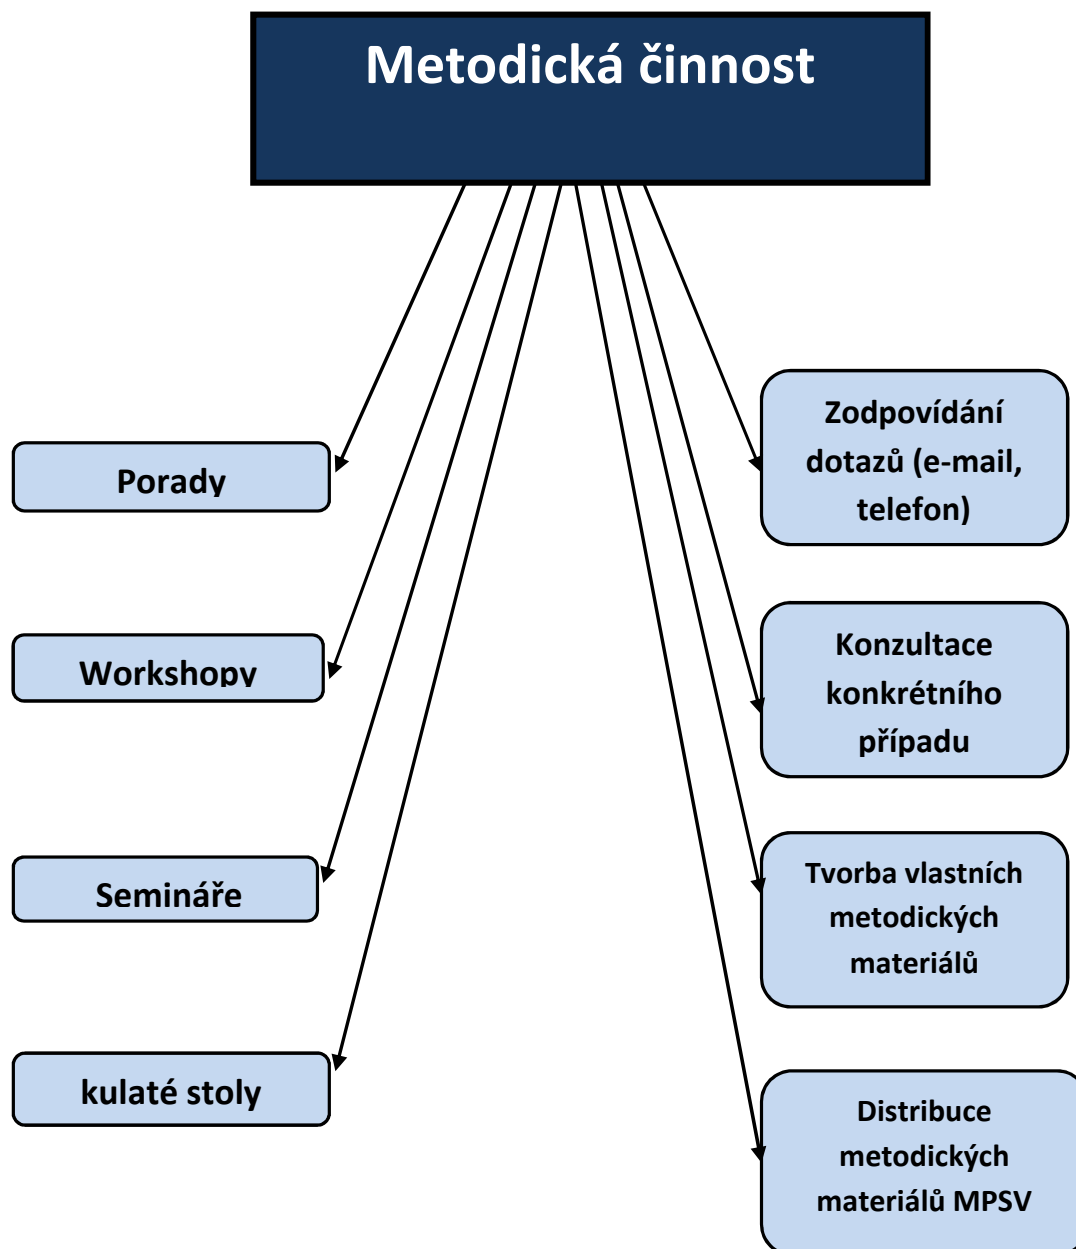 Metodická činnost
Porady
Workshopy
Semináře
kulaté stoly
Zodpovídání
dotazů (e-mail,
telefon)
Konzultace
konkrétního
případu
Tvorba vlastních
metodických
materiálů
Distribuce
metodických
materiálů MPSV